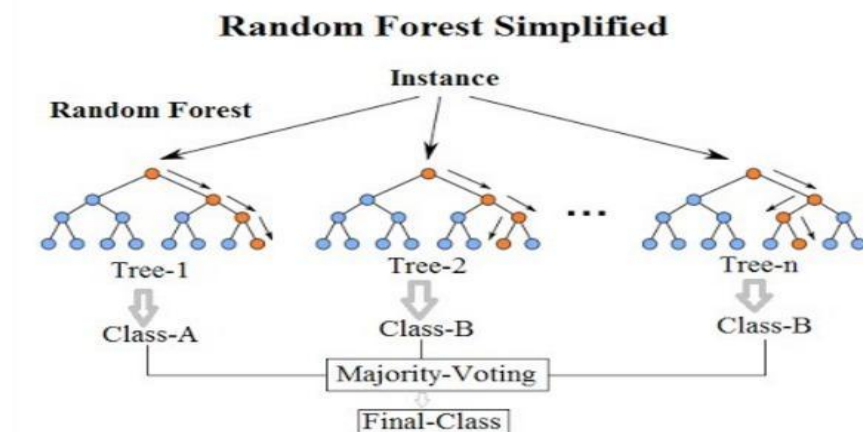 Random Forest Simplified
Instance
Random Forest
...
Tree-1
Tree-2
Tree-n
Class-A
Class-B
Class-B
Majority-Voting
Final-Class